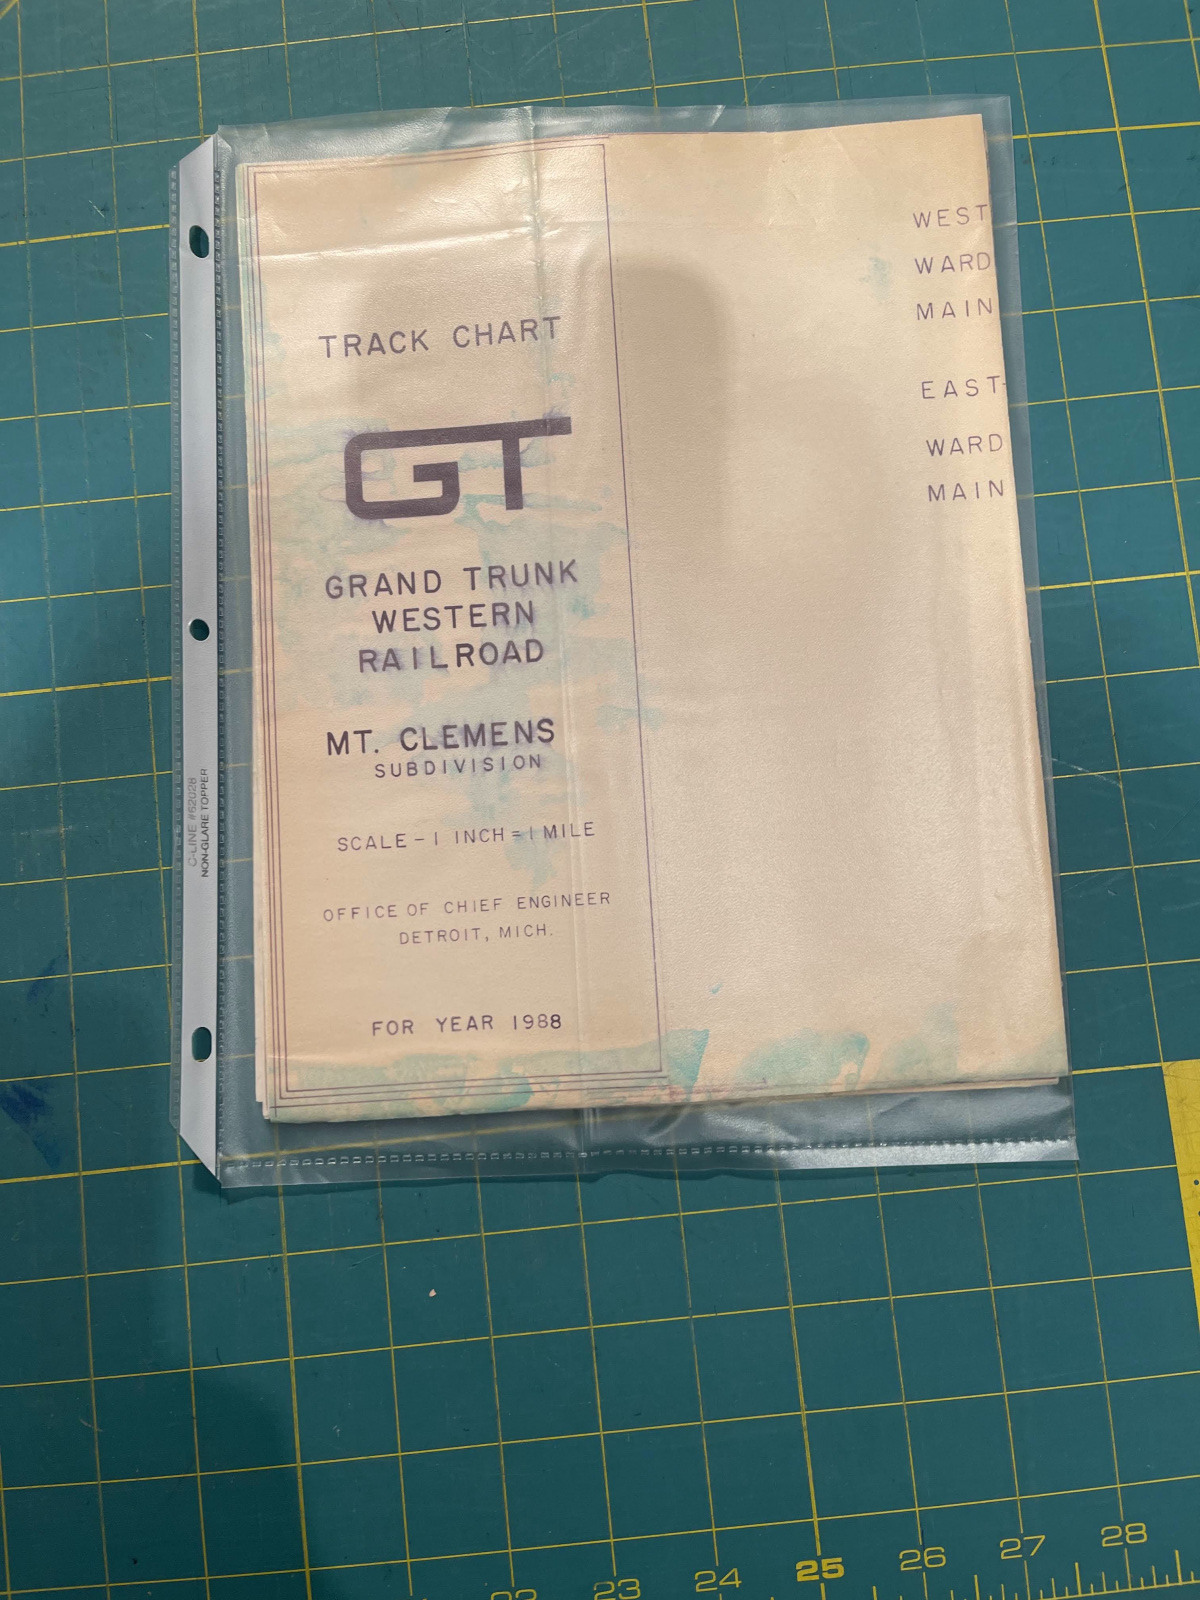 TRACK CHART
GT
GRAND TRUNK
WESTERN
RAILROAD
MT. CLEMENS
SUBDIVISION
SCALE - 1 INCH = 1 MILE
OFFICE OF CHIEF ENGINEER
DETROIT, MICH.
FOR YEAR 1988
WEST
WARD
MAIN
EAST-
WARD
MAIN
C-LINE #62028
NON-GLARE TOPPER
22 23 24 25 26 27 28